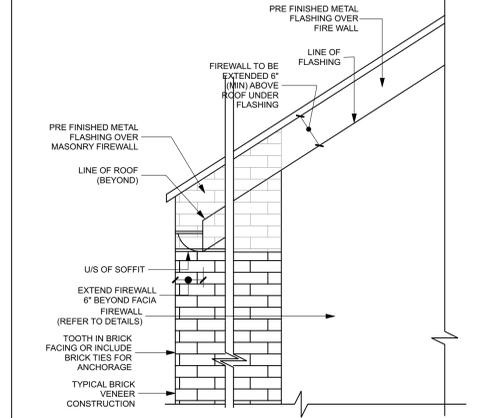 PRE FINISHED METAL
FLASHING OVER
FIRE WALL
LINE OF
FLASHING
FIREWALL TO BE
EXTENDED 6"
(MIN) ABOVE
ROOF UNDER
FLASHING
PRE FINISHED METAL
FLASHING OVER
MASONRY FIREWALL
LINE OF ROOF
(BEYOND)
U/S OF SOFFIT
EXTEND FIREWALL
6" BEYOND FACIA
FIREWALL
(REFER TO DETAILS)
TOOTH IN BRICK
FACING OR INCLUDE
BRICK TIES FOR
ANCHORAGE
TYPICAL BRICK
VENEER
CONSTRUCTION